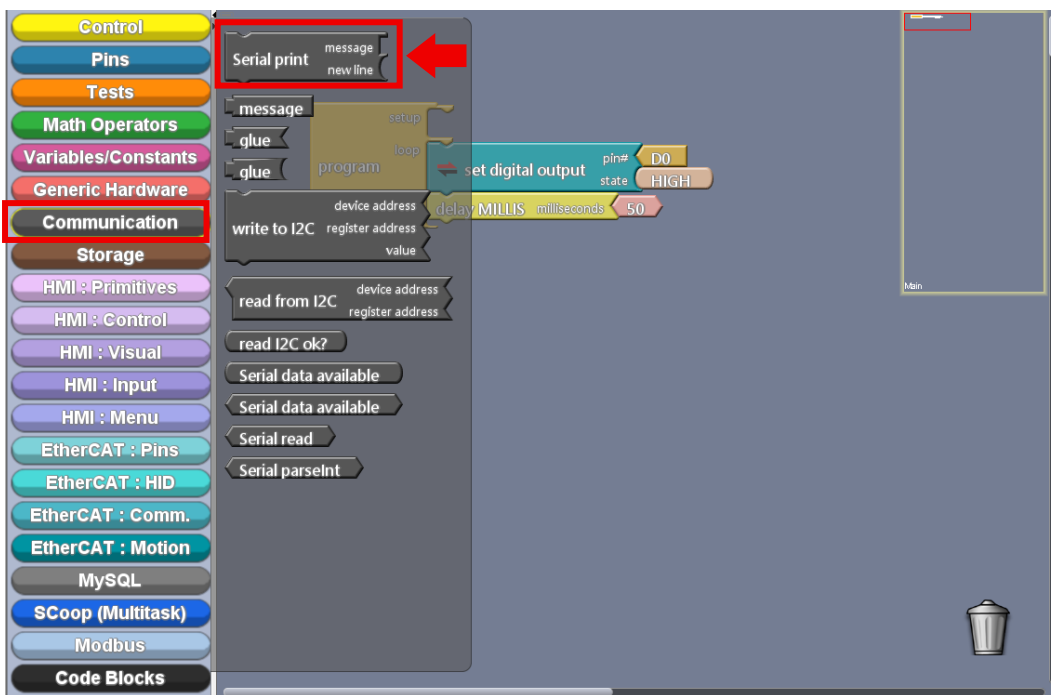 Control
Pins
Tests
Math Operators
Variables/Constants
Generic Hardware
Communication
Storage
HMI : Primitives
HMI : Control
HMI : Visual
HMI : Input
HMI : Menu
EtherCAT : Pins
EtherCAT : HID
EtherCAT : Comm.
EtherCAT : Motion
MySQL
SCoop (Multitask)
Modbus
Code Blocks
Serial print message
new line
message
glue
glue
write to I2C device address
register address
value
read from I2C device address
register address
read I2C ok?
Serial data available
Serial data available
Serial read
Serial parseInt
program setup
loop
set digital output pin# D0
state HIGH
delay MILLIS milliseconds 50
Main